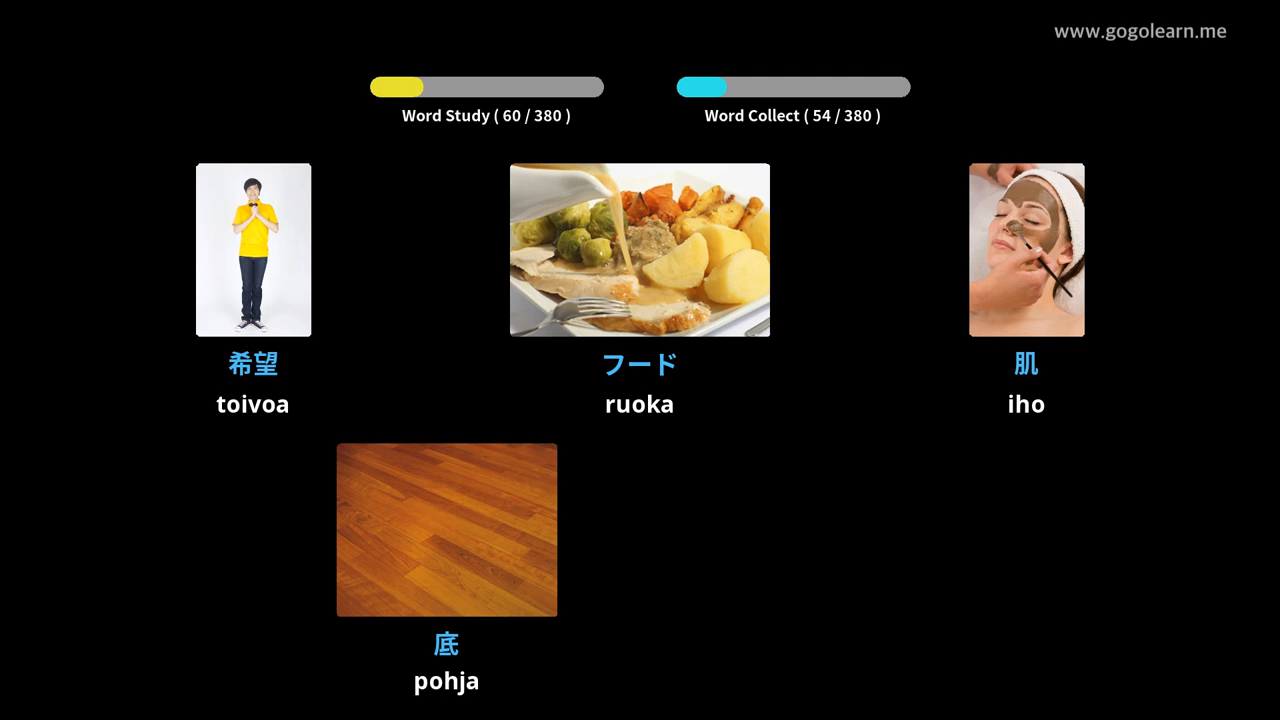 www.gogolearn.me
Word Study ( 60 / 380 )
Word Collect ( 54 / 380 )
希望
toivoa
フード
ruoka
肌
iho
底
pohja